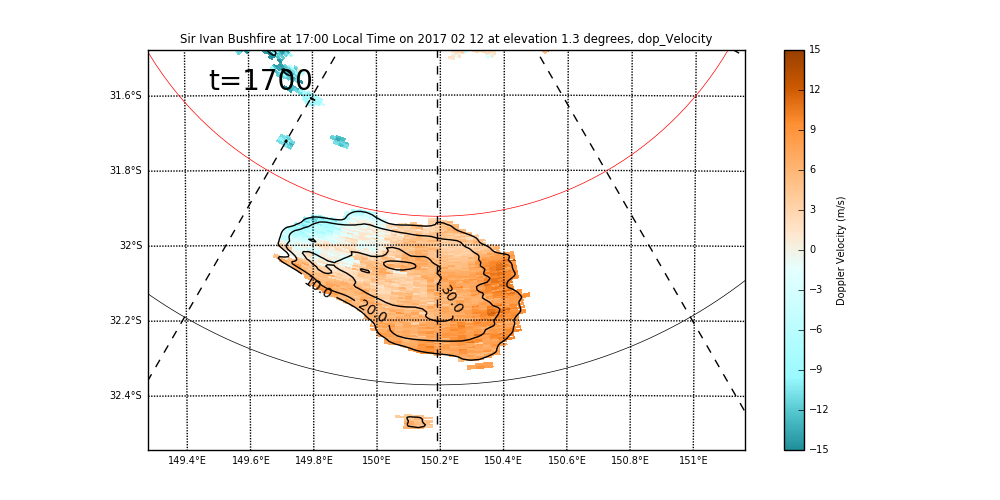 Sir Ivan Bushfire at 17:00 Local Time on 2017 02 12 at elevation 1.3 degrees, dop_Velocity
t=1700
31.6°S
31.8°S
32°S
32.2°S
32.4°S
10.0
20.0
30.0
149.4°E 149.6°E 149.8°E 150°E 150.2°E 150.4°E 150.6°E 150.8°E 151°E
15
12
9
6
3
0
−3
−6
−9
−12
−15
Doppler Velocity (m/s)